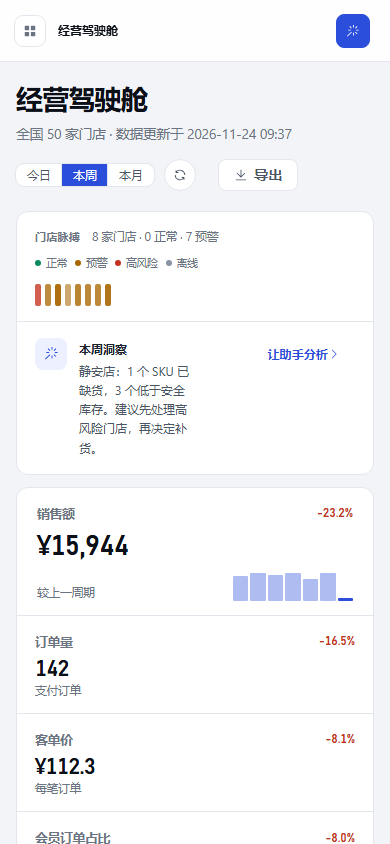 经营驾驶舱
经营驾驶舱
全国 50 家门店 · 数据更新于 2026-11-24 09:37
今日 本周 本月 导出
门店脉搏 8 家门店 · 0 正常 · 7 预警
正常 预警 高风险 离线
本周洞察 让助手分析
静安店：1 个 SKU 已
缺货，3 个低于安全
库存。建议先处理高
风险门店，再决定补
货。
销售额 -23.2%
¥15,944
较上一周期
订单量 -16.5%
142
支付订单
客单价 -8.1%
¥112.3
每笔订单
会员订单占比 -8.0%